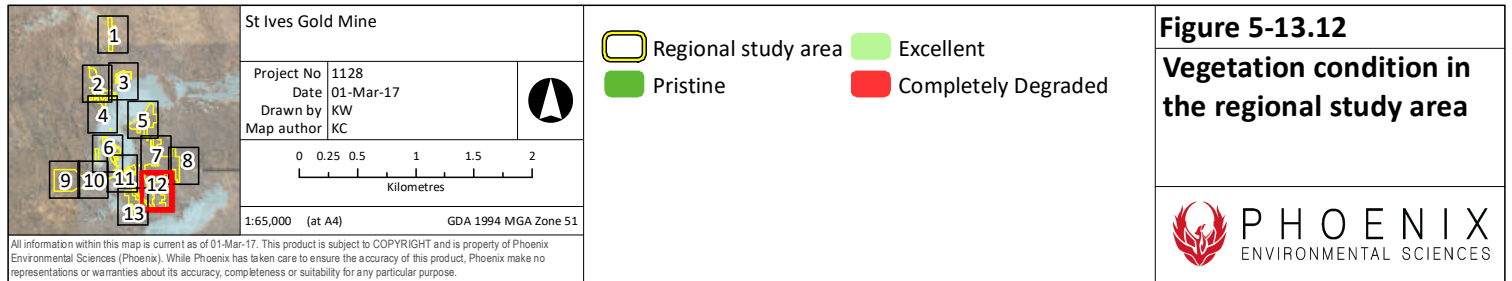 1
2
3
4
5
6
7
8
9
10
11
12
13
St Ives Gold Mine
Project No 1128
Date 01-Mar-17
Drawn by KW
Map author KC
0 0.25 0.5 1 1.5 2
Kilometres
1:65,000 (at A4) GDA 1994 MGA Zone 51
All information within this map is current as of 01-Mar-17. This product is subject to COPYRIGHT and is property of Phoenix
Environmental Sciences (Phoenix). While Phoenix has taken care to ensure the accuracy of this product, Phoenix make no
representations or warranties about its accuracy, completeness or suitability for any particular purpose.
Regional study area
Excellent
Pristine
Completely Degraded
Figure 5-13.12
Vegetation condition in
the regional study area
PHOENIX
ENVIRONMENTAL SCIENCES